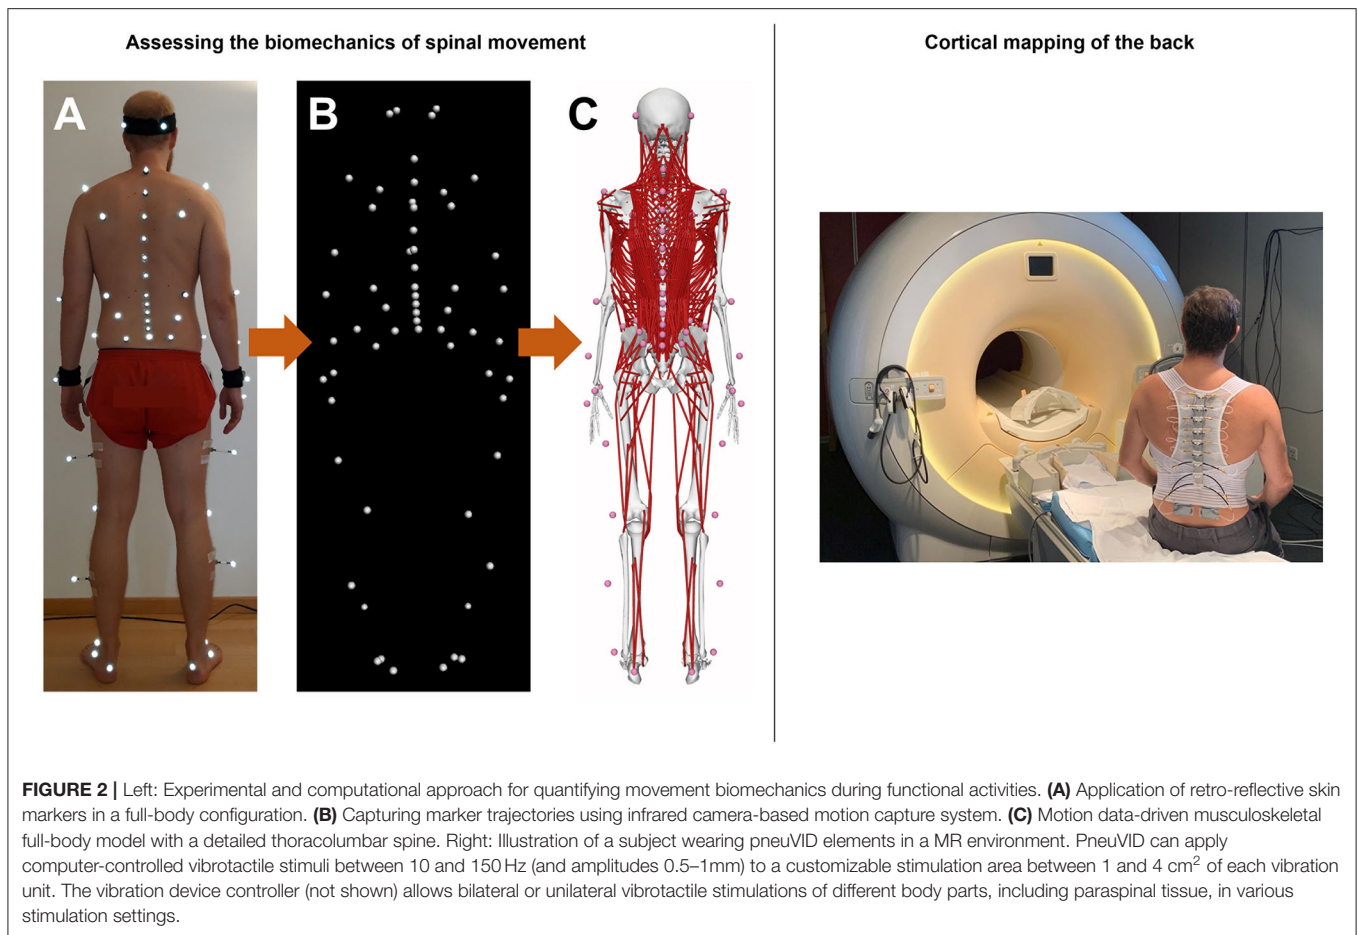 Assessing the biomechanics of spinal movement
Cortical mapping of the back
A
B
C
FIGURE 2 | Left: Experimental and computational approach for quantifying movement biomechanics during functional activities. (A) Application of retro-reflective skin
markers in a full-body configuration. (B) Capturing marker trajectories using infrared camera-based motion capture system. (C) Motion data-driven musculoskeletal
full-body model with a detailed thoracolumbar spine. Right: Illustration of a subject wearing pneuVID elements in a MR environment. PneuVID can apply
computer-controlled vibrotactile stimuli between 10 and 150 Hz (and amplitudes 0.5–1mm) to a customizable stimulation area between 1 and 4 cm² of each vibration
unit. The vibration device controller (not shown) allows bilateral or unilateral vibrotactile stimulations of different body parts, including paraspinal tissue, in various
stimulation settings.